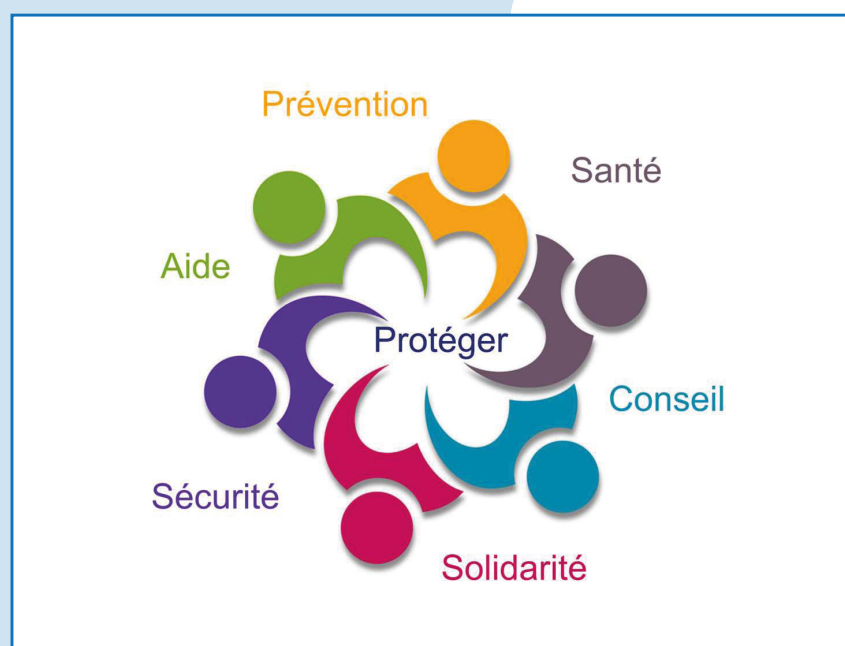 Prévention
Santé
Aide
Protéger
Conseil
Sécurité
Solidarité